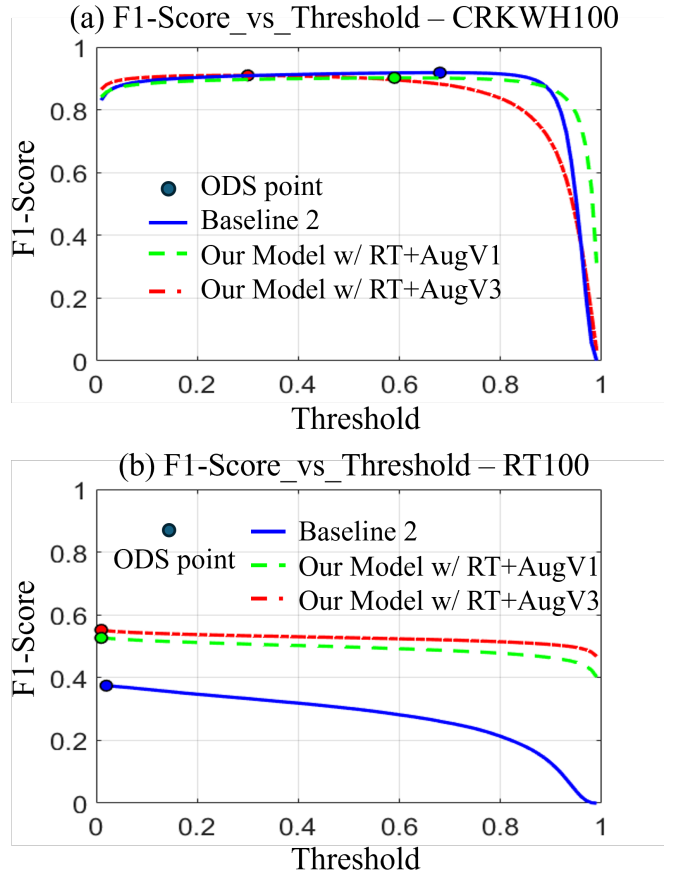 (a) F1-Score_vs_Threshold – CRKWH100
1
0.8
0.6
0.4
0.2
0
F1-Score
ODS point
Baseline 2
Our Model w/ RT+AugV1
Our Model w/ RT+AugV3
0 0.2 0.4 0.6 0.8 1
Threshold
(b) F1-Score_vs_Threshold – RT100
1
0.8
0.6
0.4
0.2
0
F1-Score
ODS point
Baseline 2
Our Model w/ RT+AugV1
Our Model w/ RT+AugV3
0 0.2 0.4 0.6 0.8 1
Threshold